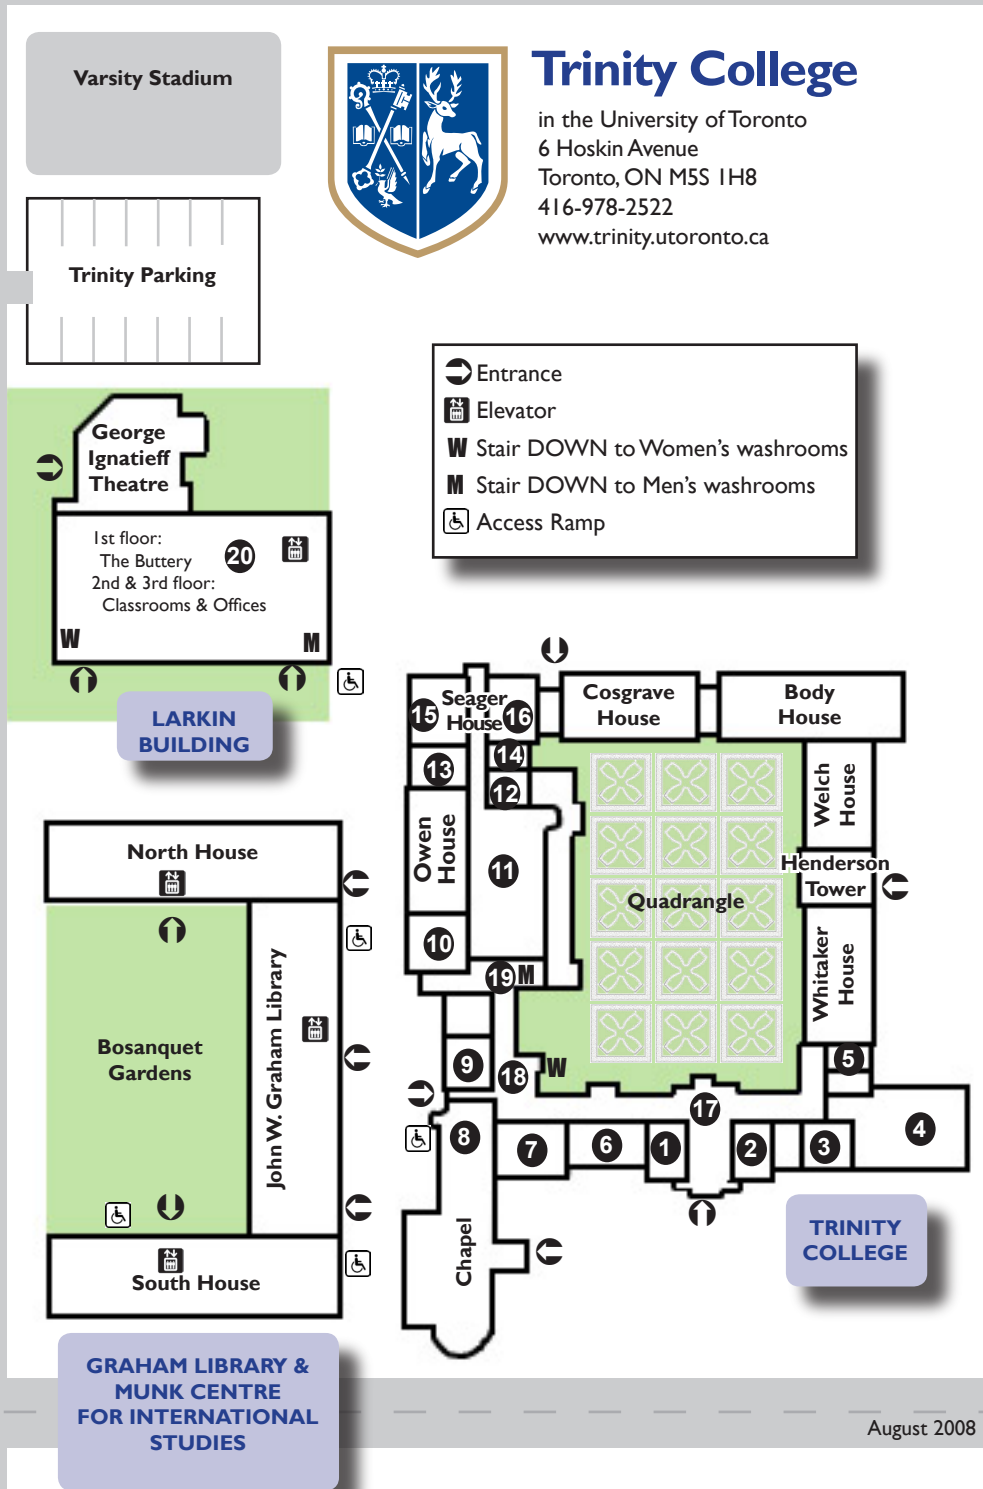 Varsity Stadium
Trinity College
in the University of Toronto
6 Hoskin Avenue
Toronto, ON M5S 1H8
416-978-2522
www.trinity.utoronto.ca
Trinity Parking
Entrance
Elevator
W Stair DOWN to Women's washrooms
M Stair DOWN to Men's washrooms
Access Ramp
George
Ignatieff
Theatre
1st floor:
The Buttery
2nd & 3rd floor:
Classrooms & Offices
20
W
M
LARKIN
BUILDING
15
Seager
House
16
Cosgrave
House
Body
House
13
14
12
Welch
House
Owen
House
11
Henderson
Tower
Quadrangle
10
19
M
Whitaker
House
9
18
W
5
17
8
7
6
1
2
3
4
Chapel
TRINITY
COLLEGE
North House
John W. Graham Library
Bosanquet
Gardens
South House
GRAHAM LIBRARY &
MUNK CENTRE
FOR INTERNATIONAL
STUDIES
August 2008